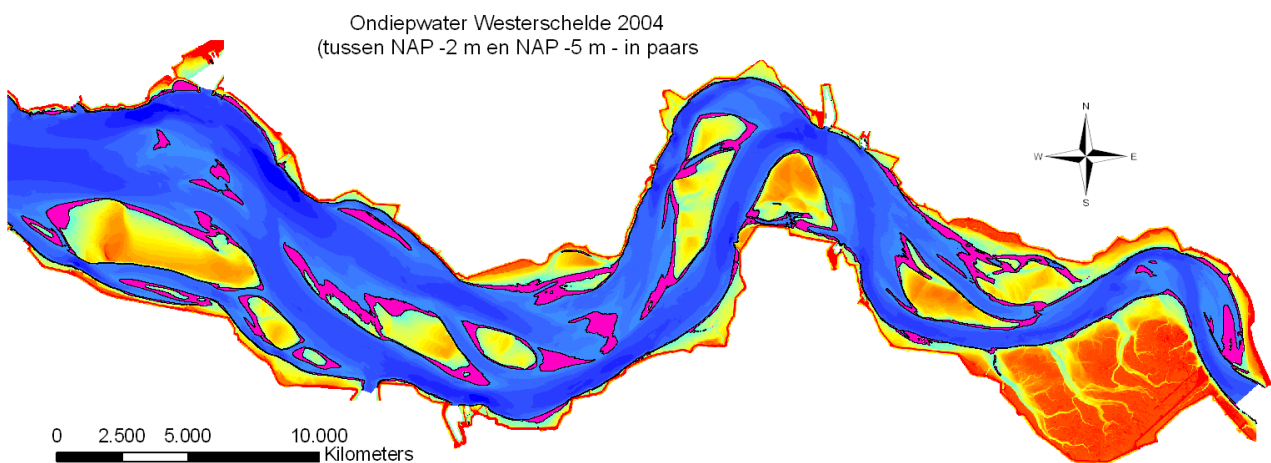 Ondiepwater Westerschelde 2004
(tussen NAP -2 m en NAP -5 m - in paars
N
W E
S
0 2.500 5.000 10.000
Kilometers